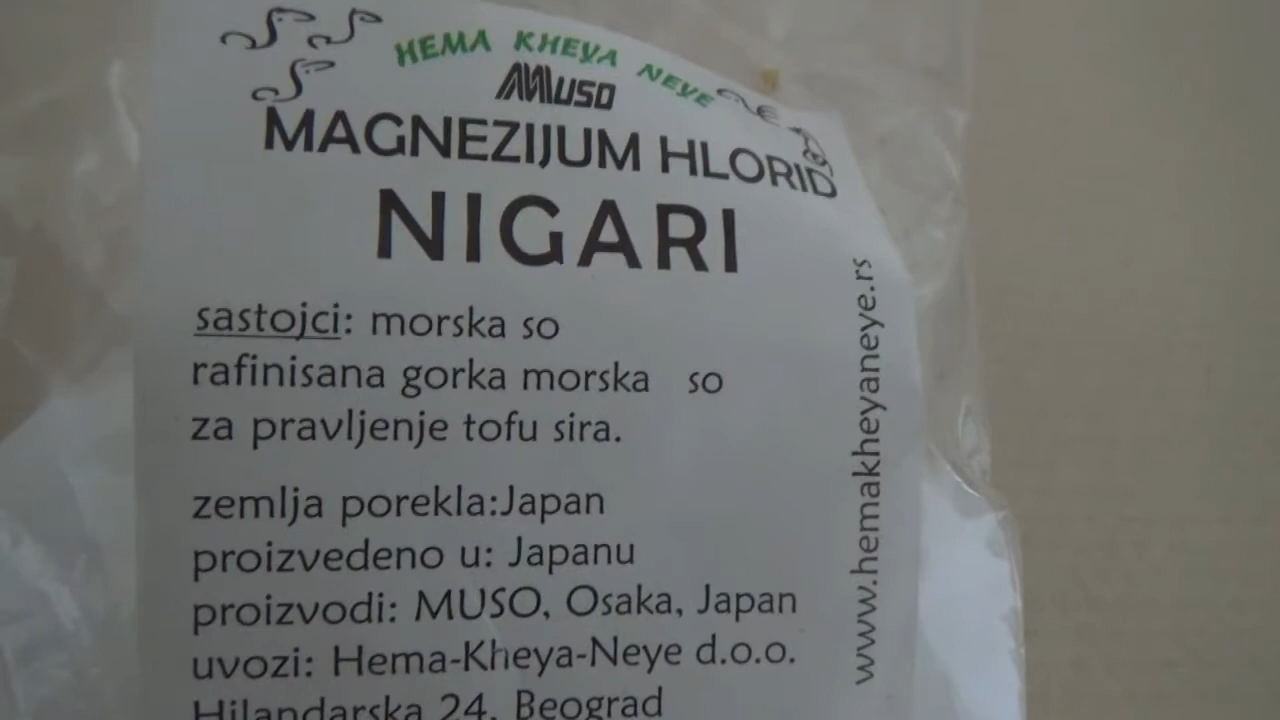 HEMA KHEYA NEYE
MUSO
MAGNEZIJUM HLORID
NIGARI
sastojci: morska so
rafinisana gorka morska so
za pravljenje tofu sira.
zemlja porekla:Japan
proizvedeno u: Japanu
proizvodi: MUSO, Osaka, Japan
uvozi: Hema-Kheya-Neye d.o.o.
Hilandarska 24, Beograd
www.hemakheyaneye.rs